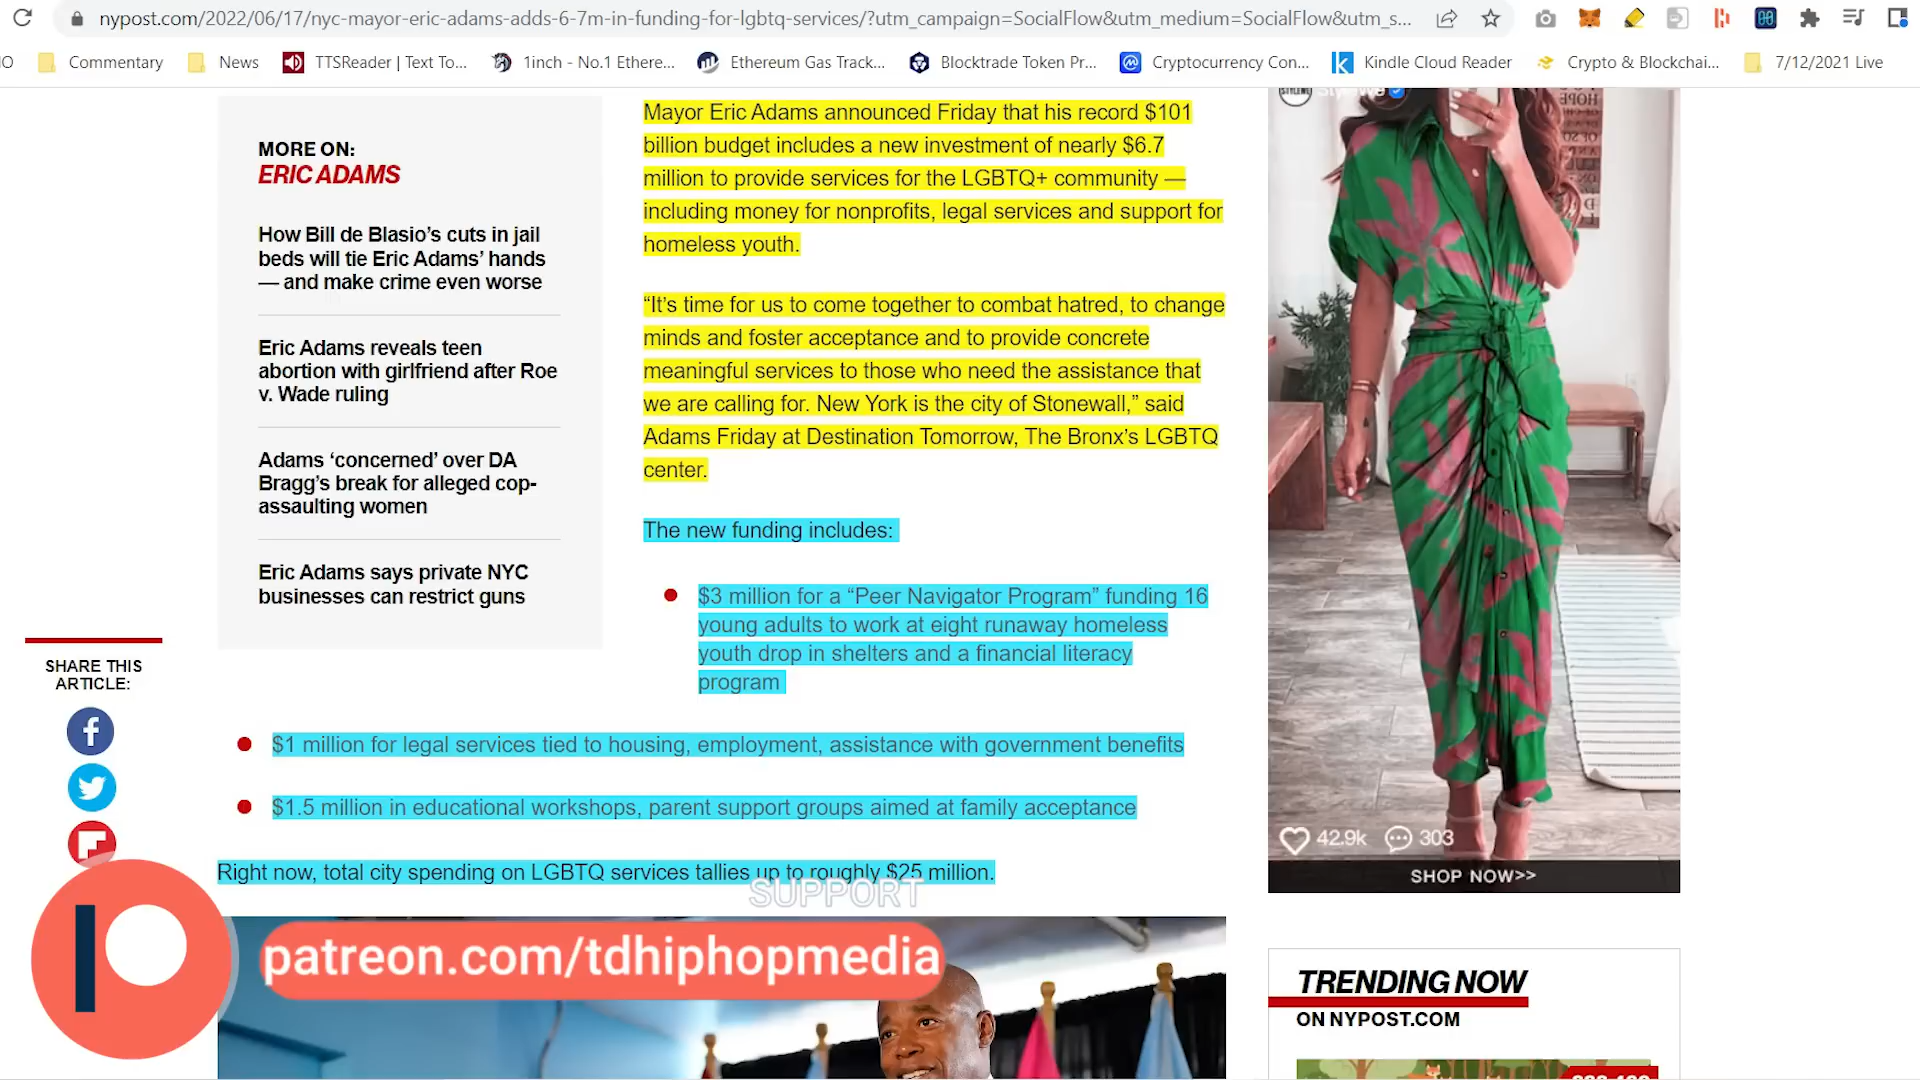 nypost.com/2022/06/17/nyc-mayor-eric-adams-adds-6-7m-in-funding-for-lgbtq-services/?utm_campaign=SocialFlow&utm_medium=SocialFlow&utm_s...
Commentary
News
TTSReader | Text To...
1inch - No.1 Ethere...
Ethereum Gas Track...
Blocktrade Token Pr...
Cryptocurrency Con...
Kindle Cloud Reader
Crypto & Blockchai...
7/12/2021 Live
MORE ON:
ERIC ADAMS
How Bill de Blasio’s cuts in jail
beds will tie Eric Adams’ hands
— and make crime even worse
Eric Adams reveals teen
abortion with girlfriend after Roe
v. Wade ruling
Adams ‘concerned’ over DA
Bragg’s break for alleged cop-
assaulting women
Eric Adams says private NYC
businesses can restrict guns
SHARE THIS
ARTICLE:
Mayor Eric Adams announced Friday that his record $101
billion budget includes a new investment of nearly $6.7
million to provide services for the LGBTQ+ community —
including money for nonprofits, legal services and support for
homeless youth.
“It’s time for us to come together to combat hatred, to change
minds and foster acceptance and to provide concrete
meaningful services to those who need the assistance that
we are calling for. New York is the city of Stonewall,” said
Adams Friday at Destination Tomorrow, The Bronx’s LGBTQ
center.
The new funding includes:
$3 million for a “Peer Navigator Program” funding 16
young adults to work at eight runaway homeless
youth drop in shelters and a financial literacy
program
$1 million for legal services tied to housing, employment, assistance with government benefits
$1.5 million in educational workshops, parent support groups aimed at family acceptance
Right now, total city spending on LGBTQ services tallies up to roughly $25 million.
SUPPORT
patreon.com/tdhiphopmedia
42.9k
303
SHOP NOW>>
TRENDING NOW
ON NYPOST.COM